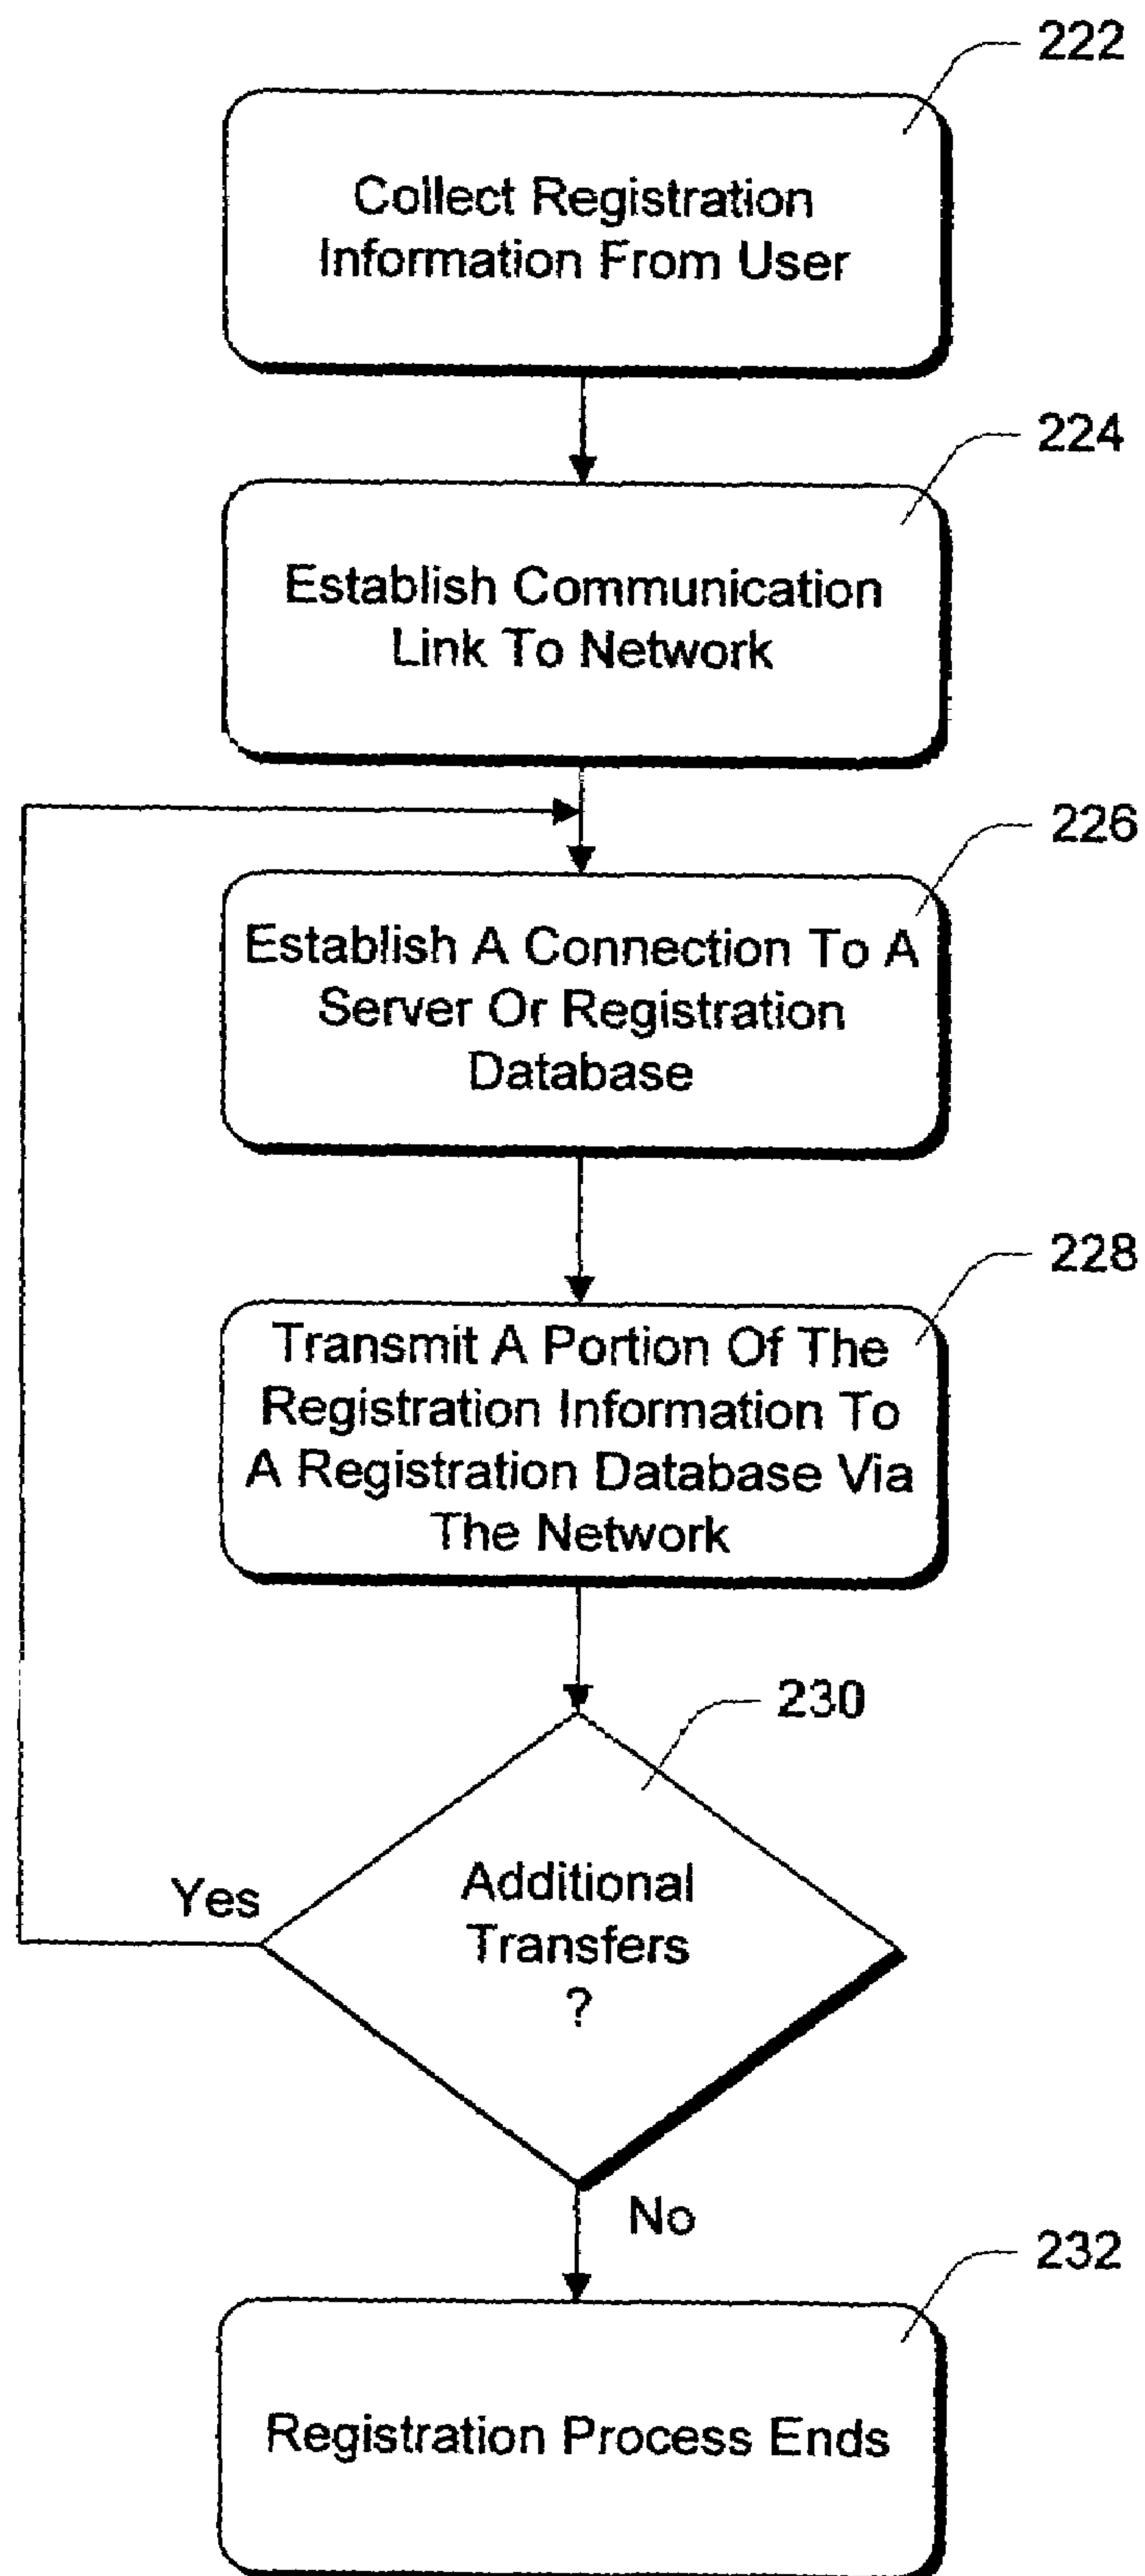 222
Collect Registration
Information From User
224
Establish Communication
Link To Network
226
Establish A Connection To A
Server Or Registration
Database
228
Transmit A Portion Of The
Registration Information To
A Registration Database Via
The Network
230
Additional
Transfers
?
Yes
No
232
Registration Process Ends